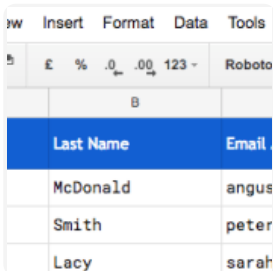 ew Insert Format Data Tools
£ % .0 .00 123 Roboto
B
Last Name Email
McDonald angus
Smith peter
Lacy sarah